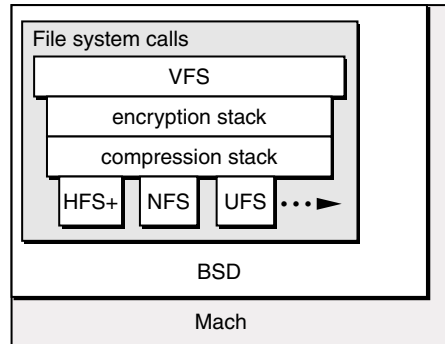 File system calls
VFS
encryption stack
compression stack
HFS+ NFS UFS
BSD
Mach